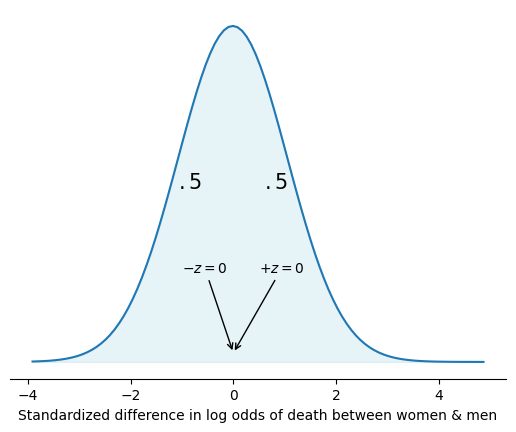 .5 .5
−z = 0 +z = 0
−4 −2 0 2 4
Standardized difference in log odds of death between women & men